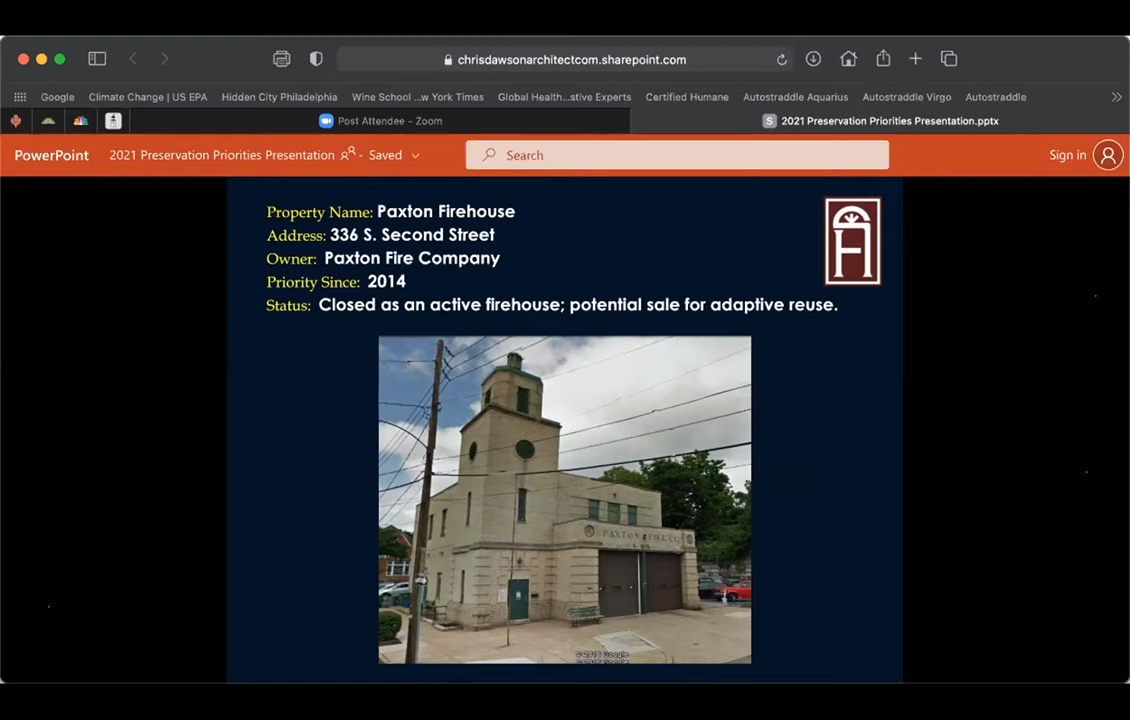 chrisdawsonarchitectcom.sharepoint.com
Google Climate Change | US EPA Hidden City Philadelphia Wine School ...w York Times Global Health...stive Experts Certified Humane Autostraddle Aquarius Autostraddle Virgo Autostraddle
Post Attendee - Zoom
S 2021 Preservation Priorities Presentation.pptx
PowerPoint 2021 Preservation Priorities Presentation - Saved Search Sign in
Property Name: Paxton Firehouse
Address: 336 S. Second Street
Owner: Paxton Fire Company
Priority Since: 2014
Status: Closed as an active firehouse; potential sale for adaptive reuse.
H
PAXTON FIRE CO
© 2016 Google